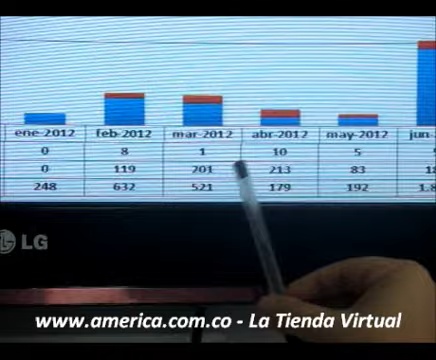 ene-2012 feb-2012 mar-2012 abr-2012 may-2012 jun-
0 8 1 10 5
0 119 201 213 83
248 632 521 179 192
LG
www.america.com.co - La Tienda Virtual